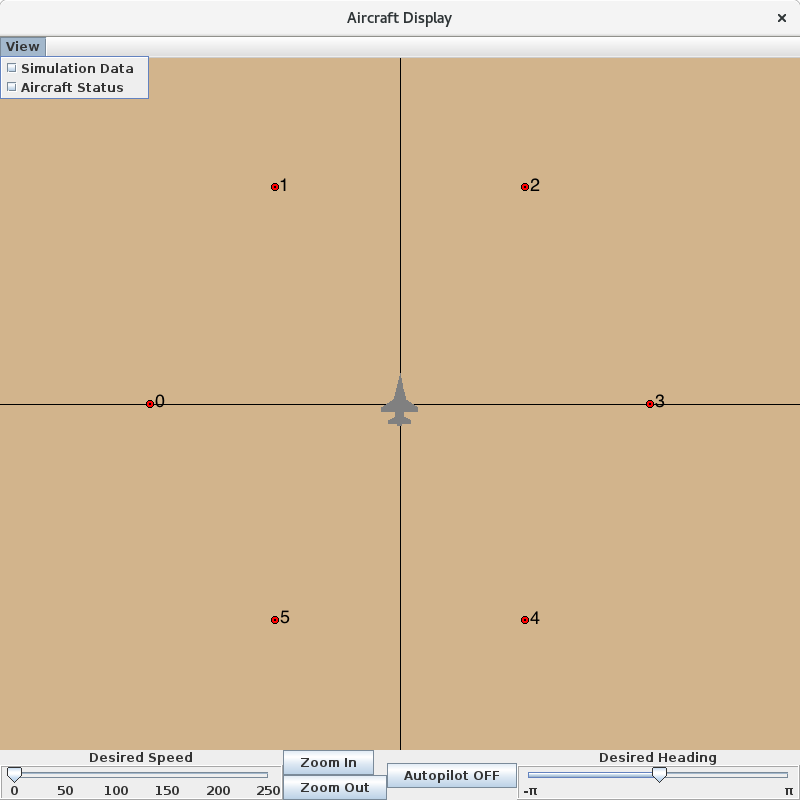 Aircraft Display
View
Simulation Data
Aircraft Status
1
2
0
3
5
4
Desired Speed
0 50 100 150 200 250
Zoom In
Zoom Out
Autopilot OFF
Desired Heading
-π π